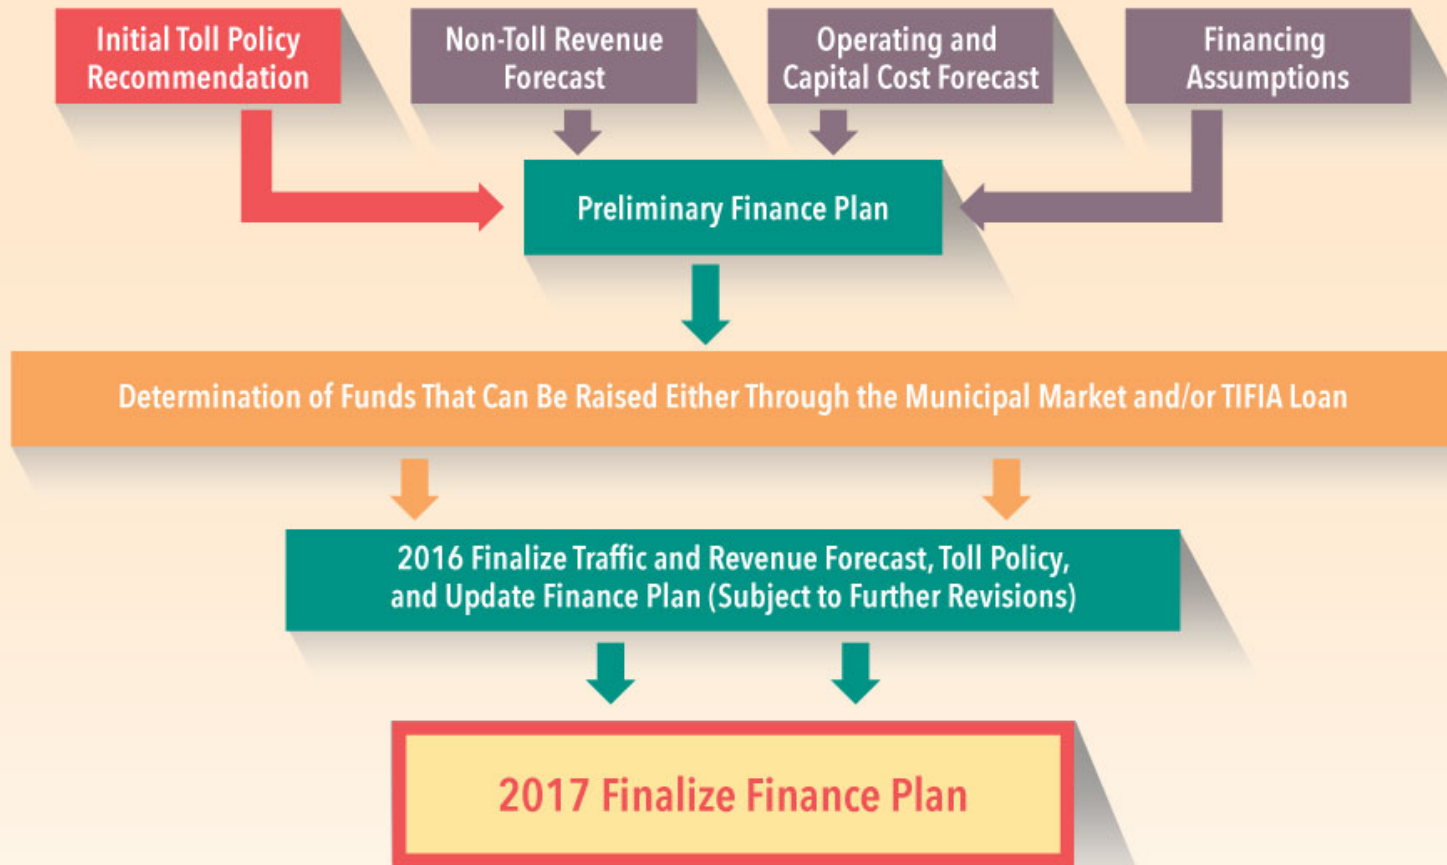 Initial Toll Policy
Recommendation
Non-Toll Revenue
Forecast
Operating and
Capital Cost Forecast
Financing
Assumptions
Preliminary Finance Plan
Determination of Funds That Can Be Raised Either Through the Municipal Market and/or TIFIA Loan
2016 Finalize Traffic and Revenue Forecast, Toll Policy,
and Update Finance Plan (Subject to Further Revisions)
2017 Finalize Finance Plan